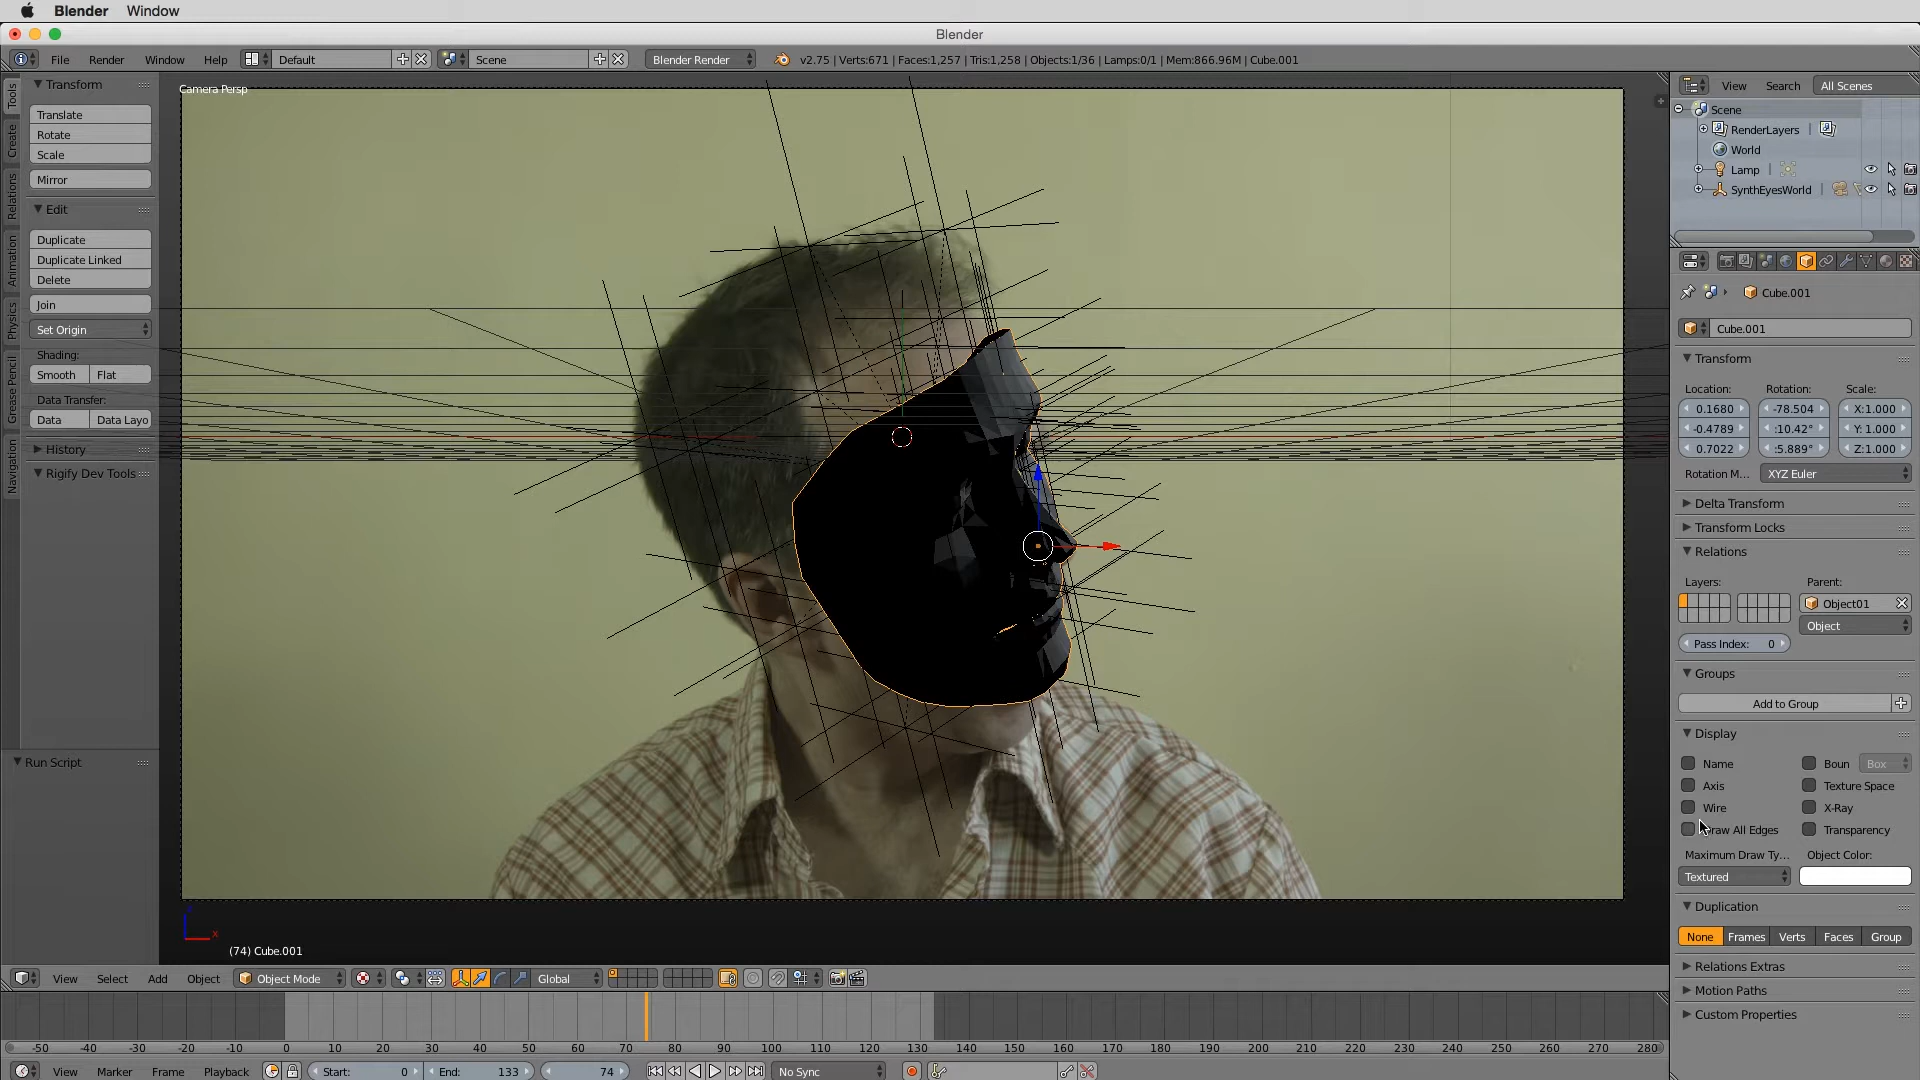 Blender Window
Blender
File Render Window Help Default Scene Blender Render v2.75 | Verts:671 | Faces:1,257 | Tris:1,258 | Objects:1/36 | Lamps:0/1 | Mem:866.96M | Cube.001
Tools
Create
Relations
Animation
Physics
Grease Pencil
Navigation
Transform
Translate
Rotate
Scale
Mirror
Edit
Duplicate
Duplicate Linked
Delete
Join
Set Origin
Shading:
Smooth Flat
Data Transfer:
Data Data Layo
History
Rigify Dev Tools
Run Script
Camera Persp
(74) Cube.001
View Search All Scenes
Scene
RenderLayers
World
Lamp
SynthEyesWorld
Cube.001
Cube.001
Transform
Location: Rotation: Scale:
0.1680 -78.504 X:1.000
-0.4789 :10.42° Y: 1.000
0.7022 :5.889° Z:1.000
Rotation M... XYZ Euler
Delta Transform
Transform Locks
Relations
Layers: Parent:
Object01
Object
Pass Index: 0
Groups
Add to Group
Display
Name Boun Box
Axis Texture Space
Wire X-Ray
Draw All Edges Transparency
Maximum Draw Ty... Object Color:
Textured
Duplication
None Frames Verts Faces Group
Relations Extras
Motion Paths
Custom Properties
View Select Add Object Object Mode Global
-50 -40 -30 -20 -10 0 10 20 30 40 50 60 70 80 90 100 110 120 130 140 150 160 170 180 190 200 210 220 230 240 250 260 270 280
View Marker Frame Playback Start: 0 End: 133 74 No Sync